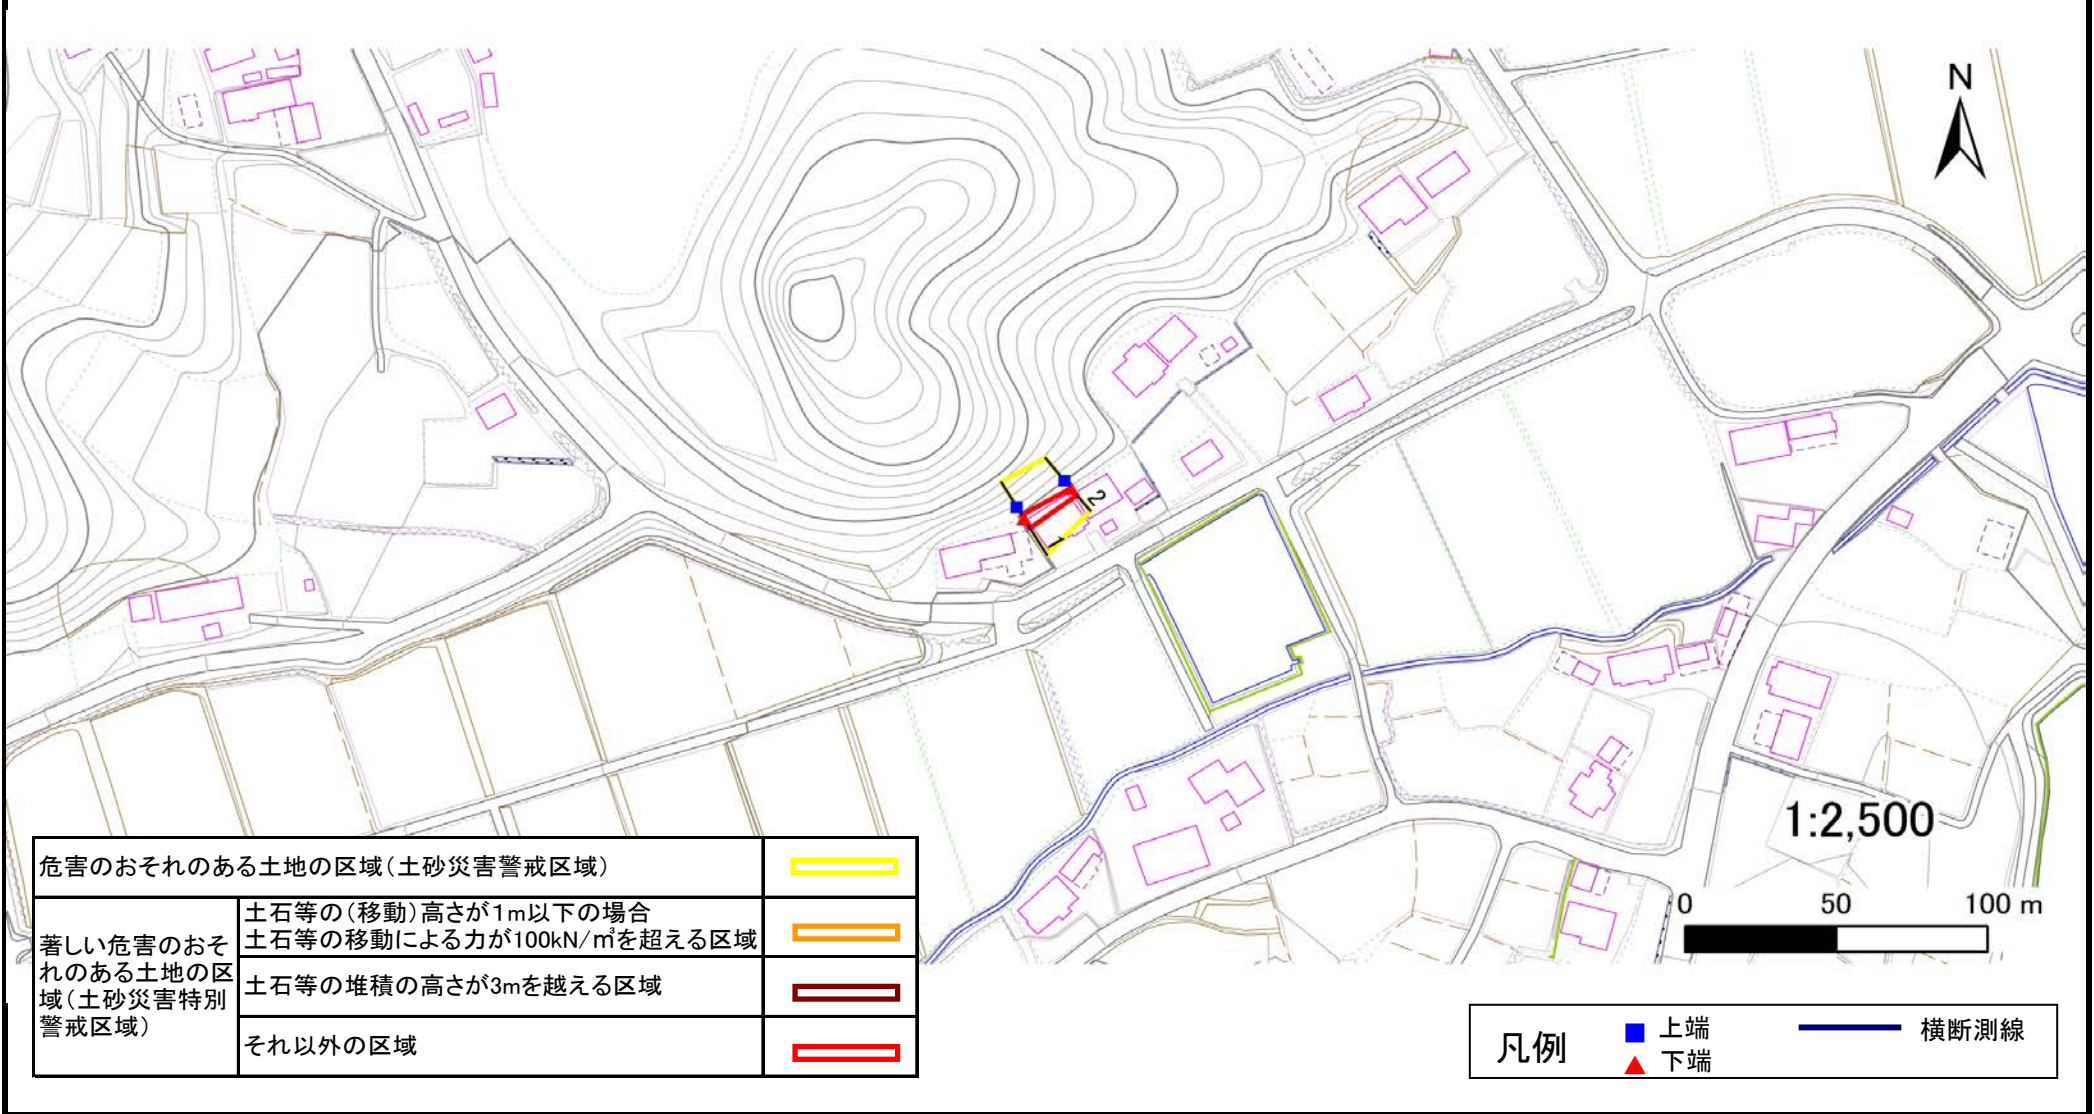 N
2
1
1:2,500
0 50 100 m
危害のおそれのある土地の区域(土砂災害警戒区域)
著しい危害のおそれのある土地の区域(土砂災害特別警戒区域)
土石等の(移動)高さが1m以下の場合
土石等の移動による力が100kN/㎡を超える区域
土石等の堆積の高さが3mを越える区域
それ以外の区域
凡例
上端
下端
横断測線